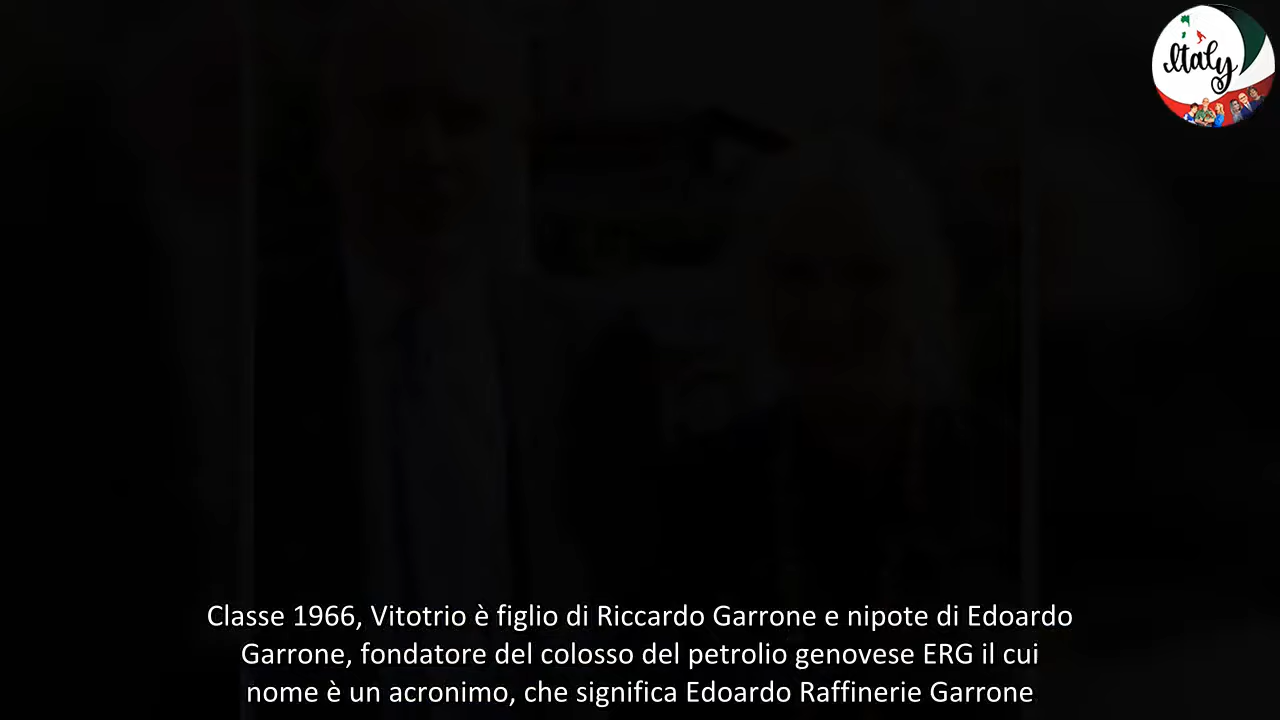 Italy
Classe 1966, Vitotrio è figlio di Riccardo Garrone e nipote di Edoardo
Garrone, fondatore del colosso del petrolio genovese ERG il cui
nome è un acronimo, che significa Edoardo Raffinerie Garrone